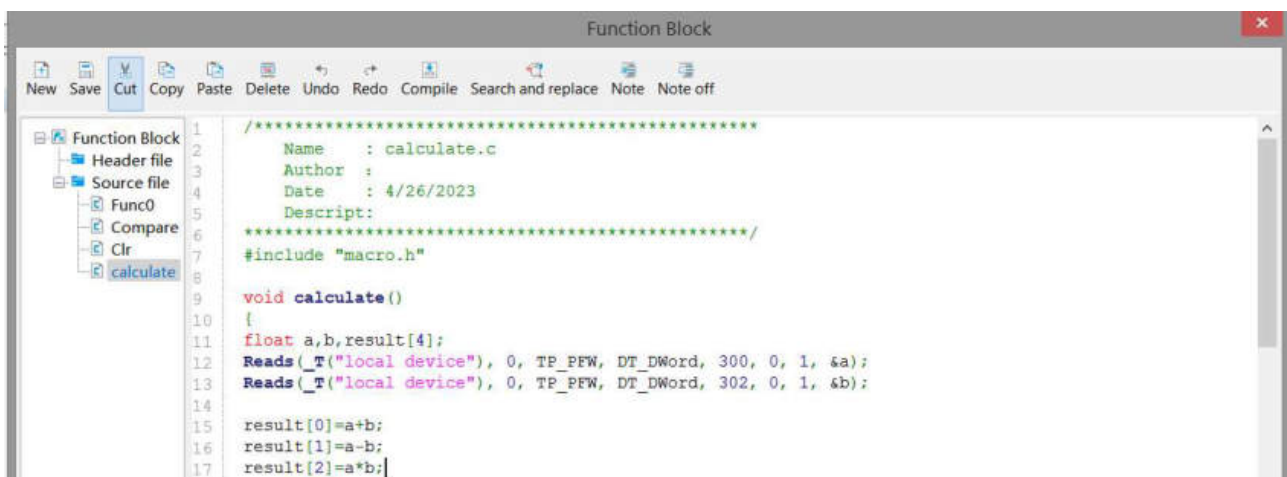 Function Block
New Save Cut Copy Paste Delete Undo Redo Compile Search and replace Note Note off
Function Block
Header file
Source file
Func0
Compare
Clr
calculate
1 /**************************************************
2 Name : calculate.c
3 Author :
4 Date : 4/26/2023
5 Descript:
6 **************************************************/
7 #include "macro.h"
8
9 void calculate()
10 {
11 float a,b,result[4];
12 Reads(_T("local device"), 0, TP_PFW, DT_DWord, 300, 0, 1, &a);
13 Reads(_T("local device"), 0, TP_PFW, DT_DWord, 302, 0, 1, &b);
14
15 result[0]=a+b;
16 result[1]=a-b;
17 result[2]=a*b;